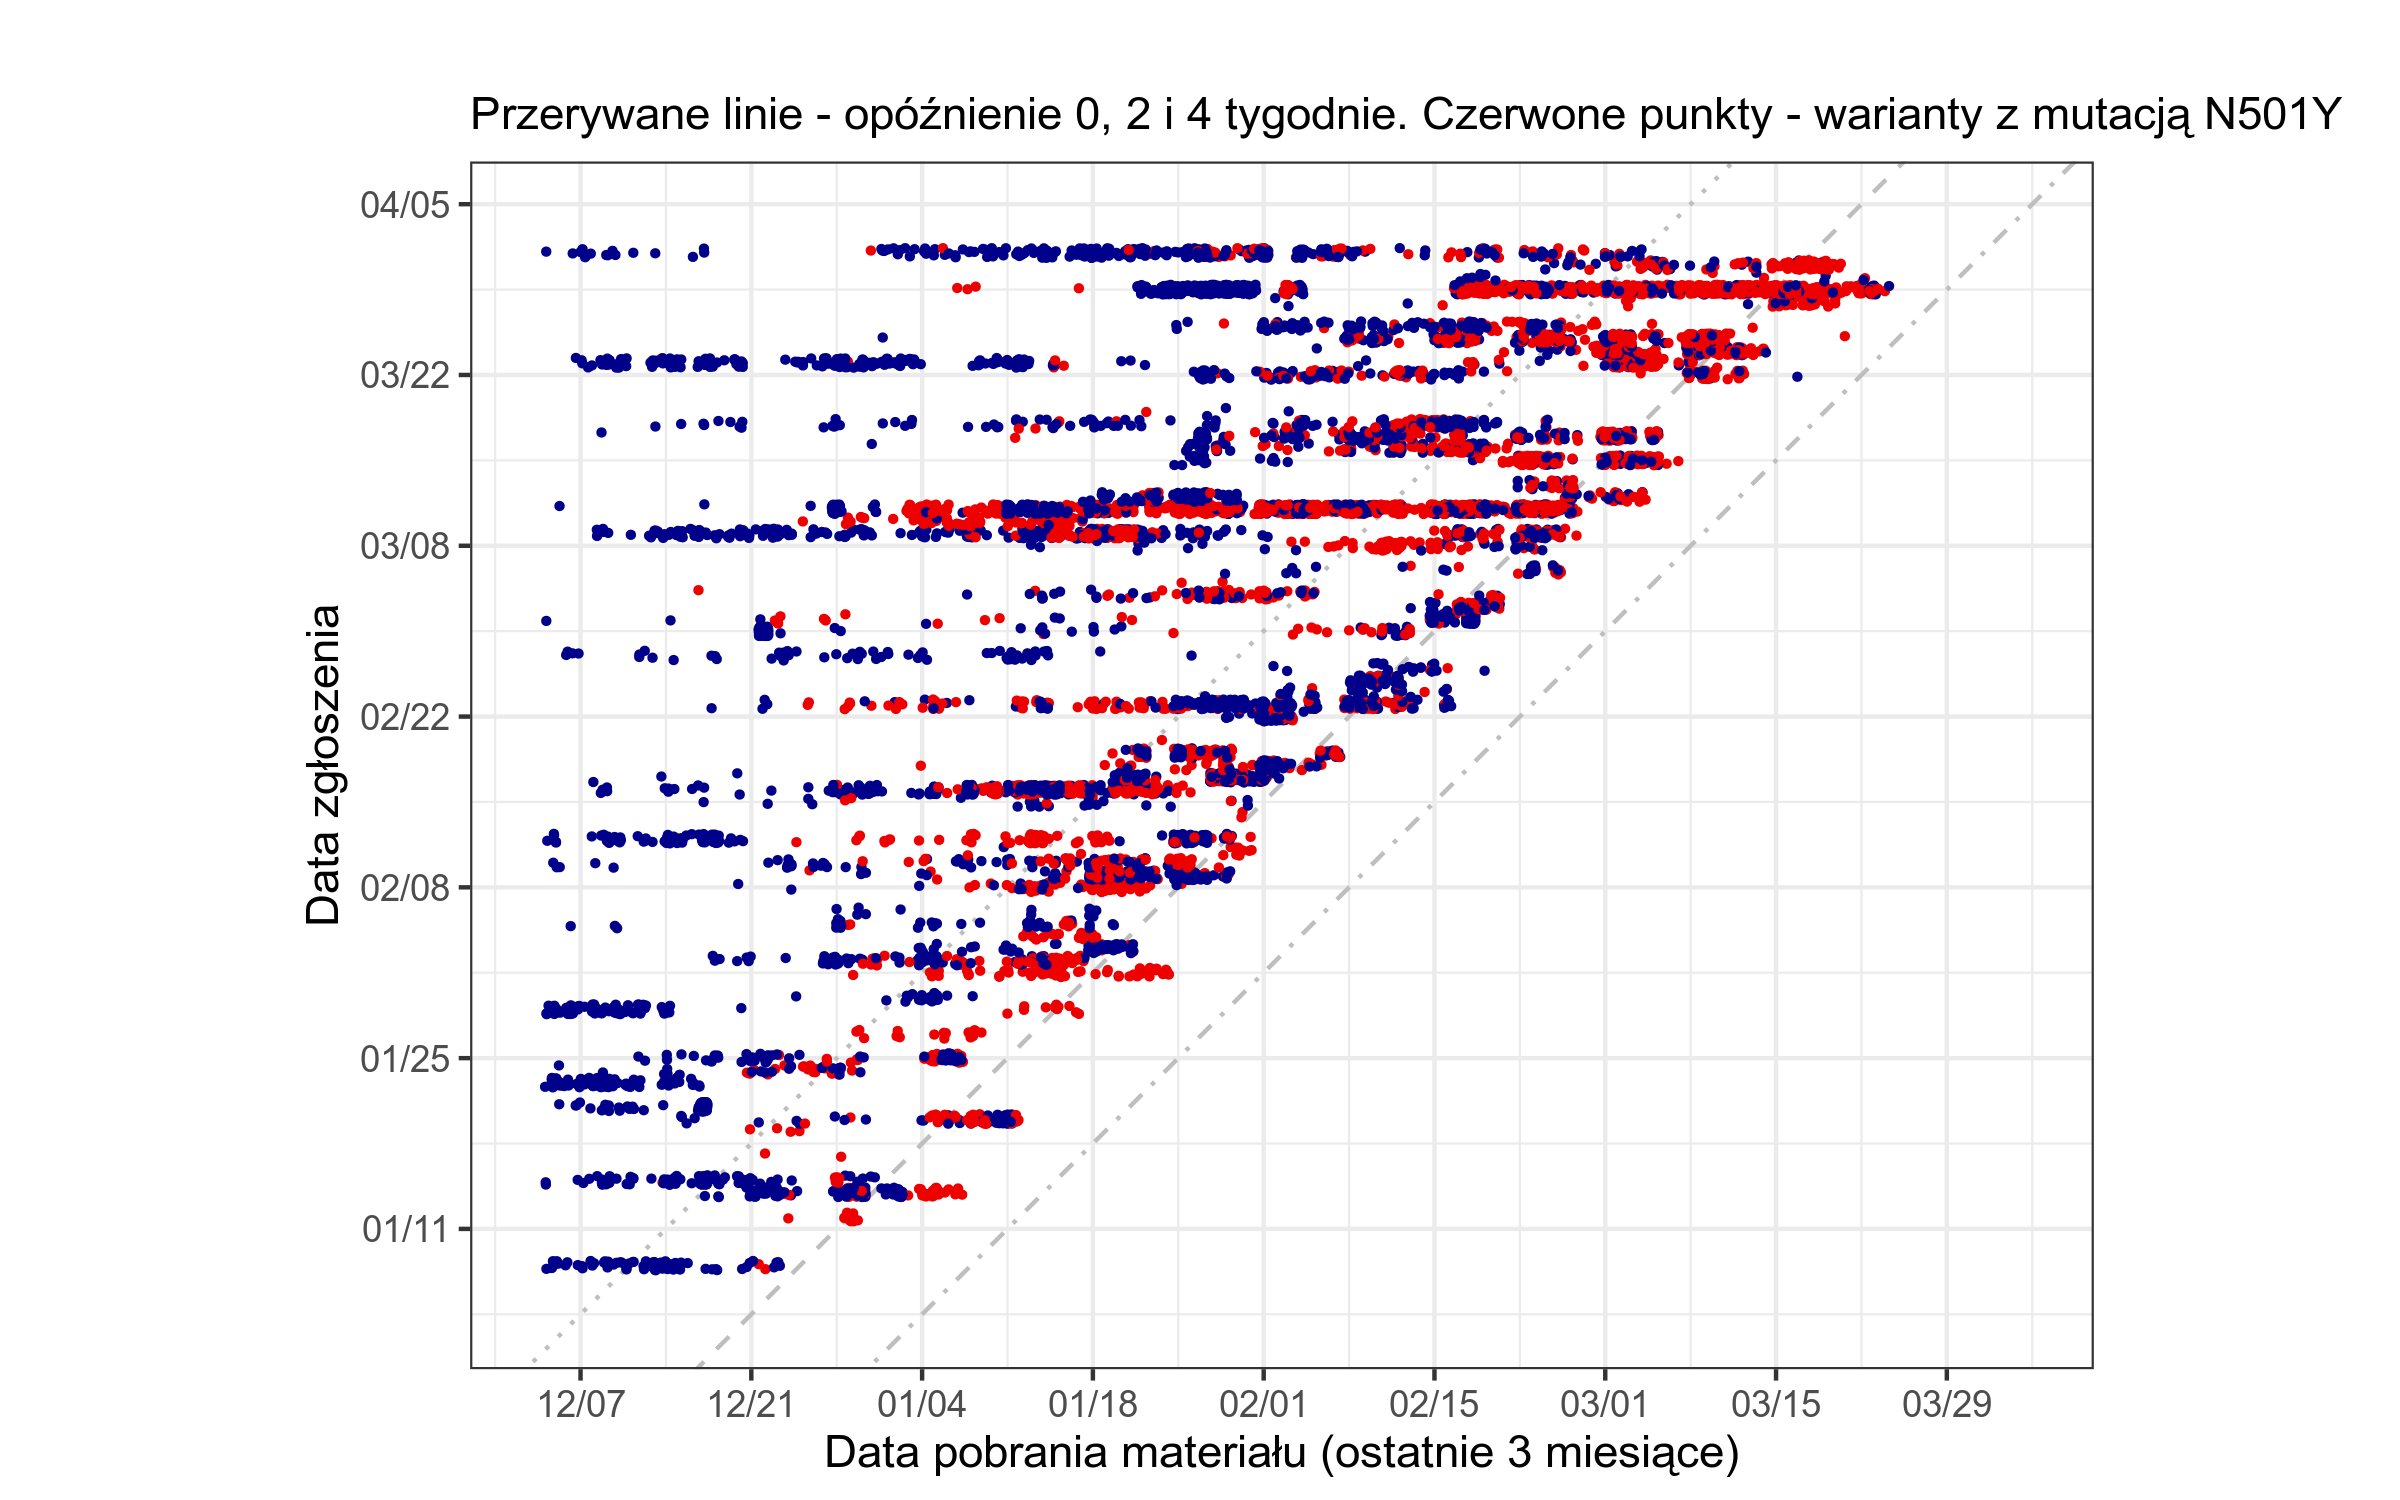 Przerywane linie - opóźnienie 0, 2 i 4 tygodnie. Czerwone punkty - warianty z mutacją N501Y
04/05
03/22
03/08
02/22
02/08
01/25
01/11
Data zgłoszenia
12/07 12/21 01/04 01/18 02/01 02/15 03/01 03/15 03/29
Data pobrania materiału (ostatnie 3 miesiące)